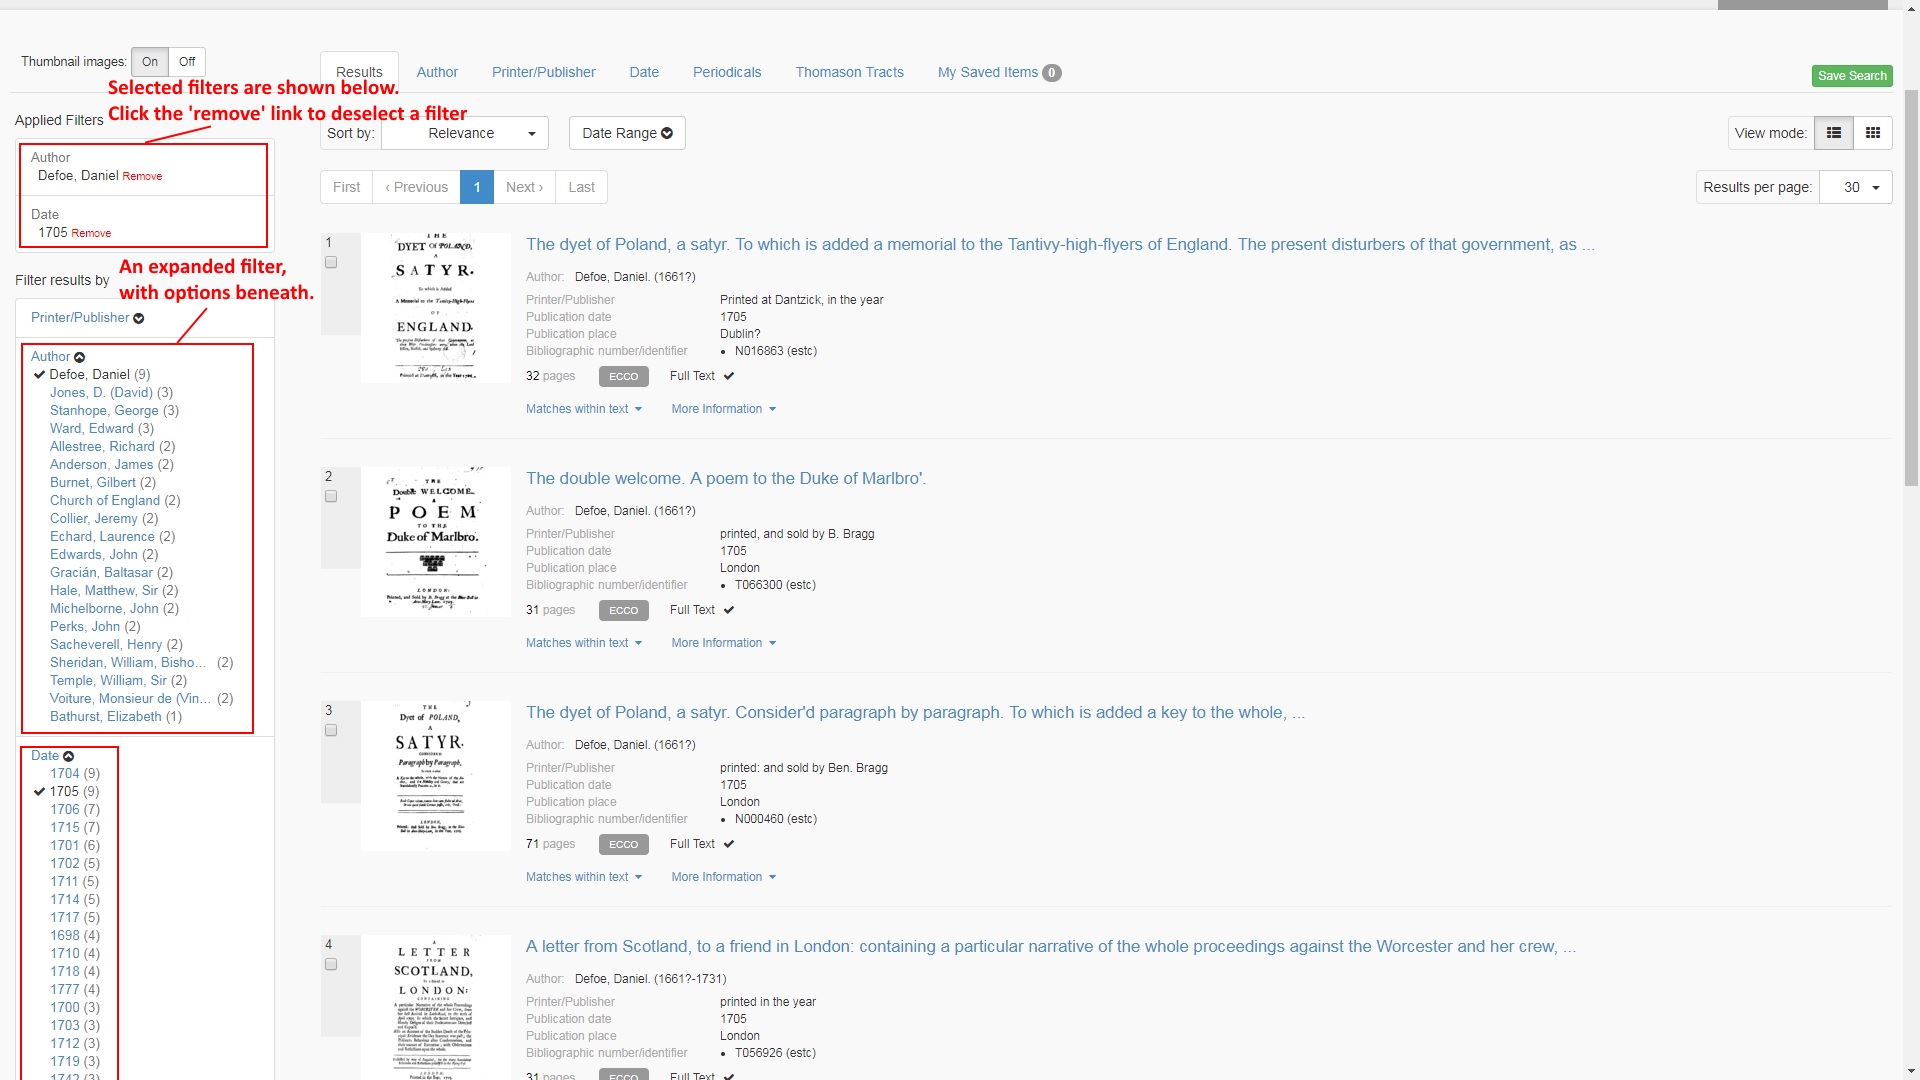 Thumbnail images: On Off
Results Author Printer/Publisher Date Periodicals Thomason Tracts My Saved Items 0
Save Search
Selected filters are shown below.
Click the 'remove' link to deselect a filter
Applied Filters
Author
Defoe, Daniel Remove
Date
1705 Remove
An expanded filter,
with options beneath.
Filter results by
Printer/Publisher
Author
Defoe, Daniel (9)
Jones, D. (David) (3)
Stanhope, George (3)
Ward, Edward (3)
Allestree, Richard (2)
Anderson, James (2)
Burnet, Gilbert (2)
Church of England (2)
Collier, Jeremy (2)
Echard, Laurence (2)
Edwards, John (2)
Gracián, Baltasar (2)
Hale, Matthew, Sir (2)
Michelborne, John (2)
Perks, John (2)
Sacheverell, Henry (2)
Sheridan, William, Bisho... (2)
Temple, William, Sir (2)
Voiture, Monsieur de (Vin... (2)
Bathurst, Elizabeth (1)
Date
1704 (9)
1705 (9)
1706 (7)
1715 (7)
1701 (6)
1702 (5)
1711 (5)
1714 (5)
1717 (5)
1698 (4)
1710 (4)
1718 (4)
1777 (4)
1700 (3)
1703 (3)
1712 (3)
1719 (3)
1742 (3)
Sort by: Relevance Date Range
View mode:
First ‹ Previous 1 Next › Last
Results per page: 30
1
THE
DYET OF POLAND,
A
SATYR.
To which is Added
A Memorial to the Tantivy-High-Flyers
OF
ENGLAND.
Printed at Dantzick, in the Year 1705.
The dyet of Poland, a satyr. To which is added a memorial to the Tantivy-high-flyers of England. The present disturbers of that government, as ...
Author: Defoe, Daniel. (1661?)
Printer/Publisher Printed at Dantzick, in the year
Publication date 1705
Publication place Dublin?
Bibliographic number/identifier • N016863 (estc)
32 pages ECCO Full Text
Matches within text More Information
2
THE
Double WELCOME.
A
POEM
TO THE
Duke of Marlbro'.
LONDON:
The double welcome. A poem to the Duke of Marlbro'.
Author: Defoe, Daniel. (1661?)
Printer/Publisher printed, and sold by B. Bragg
Publication date 1705
Publication place London
Bibliographic number/identifier • T066300 (estc)
31 pages ECCO Full Text
Matches within text More Information
3
THE
Dyet of POLAND,
A
SATYR.
CONSIDER'D
Paragraph by Paragraph.
LONDON,
The dyet of Poland, a satyr. Consider'd paragraph by paragraph. To which is added a key to the whole, ...
Author: Defoe, Daniel. (1661?)
Printer/Publisher printed: and sold by Ben. Bragg
Publication date 1705
Publication place London
Bibliographic number/identifier • N000460 (estc)
71 pages ECCO Full Text
Matches within text More Information
4
A
LETTER
FROM
SCOTLAND,
To a Friend in
LONDON:
CONTAINING
A letter from Scotland, to a friend in London: containing a particular narrative of the whole proceedings against the Worcester and her crew, ...
Author: Defoe, Daniel. (1661?-1731)
Printer/Publisher printed in the year
Publication date 1705
Publication place London
Bibliographic number/identifier • T056926 (estc)
31 pages ECCO Full Text